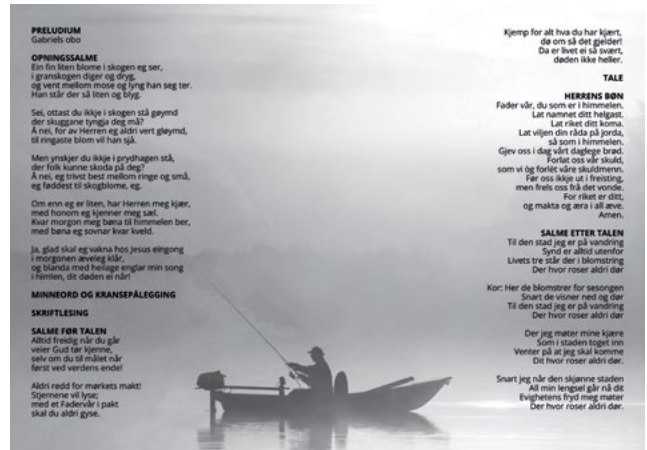 PRELUDIUM
Gabriels obo
OPNINGSSALME
Ein fin liten blome i skogen eg ser,
i granskogen diger og dryg,
og vent mellom mose og lyng han seg ter.
Han står der så liten og blyg.
Sei, ottast du ikkje i skogen stå gøymd
der skuggane tyngja deg må?
Å nei, for av Herren eg aldri vert gløymd,
til ringaste blom vil han sjå.
Men ynskjer du ikkje i prydhagen stå,
der folk kunne skoda på deg?
Å nei, eg trivst best mellom ringe og små,
eg føddest til skogblome, eg.
Om enn eg er liten, har Herren meg kjær,
med honom eg kjenner meg sæl.
Kvar morgon meg bøna til himmelen ber,
med bøna eg sovnar kvar kveld.
Ja, glad skal eg vakna hos Jesus eingong
i morgonen æveleg klår,
og blanda med heilage englar min song
i himlen, dit døden ei når!
MINNEORD OG KRANSEPÅLEGGING
SKRIFTLESING
SALME FØR TALEN
Alltid freidig når du går
veier Gud tør kjenne,
selv om du til målet når
først ved verdens ende!
Aldri redd for mørkets makt!
Stjernene vil lyse;
med et Fadervår i pakt
skal du aldri gyse.
Kjemp for alt hva du har kjært,
dø om så det gjelder!
Da er livet ei så svært,
døden ikke heller.
TALE
HERRENS BØN
Fader vår, du som er i himmelen.
Lat namnet ditt helgast.
Lat riket ditt koma.
Lat viljen din råda på jorda,
så som i himmelen.
Gjev oss i dag vårt daglege brød.
Forlat oss vår skuld,
som vi òg forlèt våre skuldmenn.
Før oss ikkje ut i freisting,
men frels oss frå det vonde.
For riket er ditt,
og makta og æra i all æve.
Amen.
SALME ETTER TALEN
Til den stad jeg er på vandring
Synd er alltid utenfor
Livets tre står der i blomstring
Der hvor roser aldri dør
Kor: Her de blomstrer for sesongen
Snart de visner ned og dør
Til den stad jeg er på vandring
Der hvor roser aldri dør
Der jeg møter mine kjære
Som i staden toget inn
Venter på at jeg skal komme
Dit hvor roser aldri dør.
Snart jeg når den skjønne staden
All min lengsel går nå dit
Evighetens fryd meg møter
Der hvor roser aldri dør.